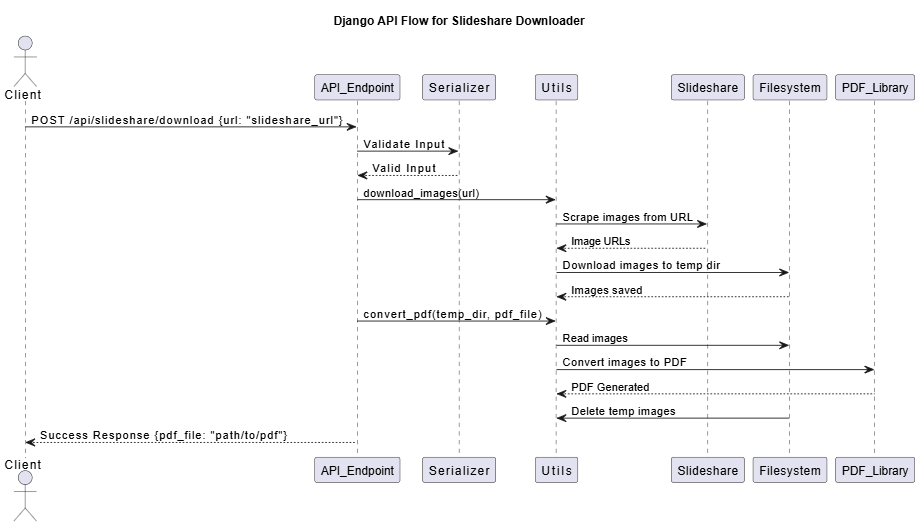 Django API Flow for Slideshare Downloader
Client
API_Endpoint
Serializer
Utils
Slideshare
Filesystem
PDF_Library
POST /api/slideshare/download {url: "slideshare_url"}
Validate Input
Valid Input
download_images(url)
Scrape images from URL
Image URLs
Download images to temp dir
Images saved
convert_pdf(temp_dir, pdf_file)
Read images
Convert images to PDF
PDF Generated
Delete temp images
Success Response {pdf_file: "path/to/pdf"}
Client
API_Endpoint
Serializer
Utils
Slideshare
Filesystem
PDF_Library